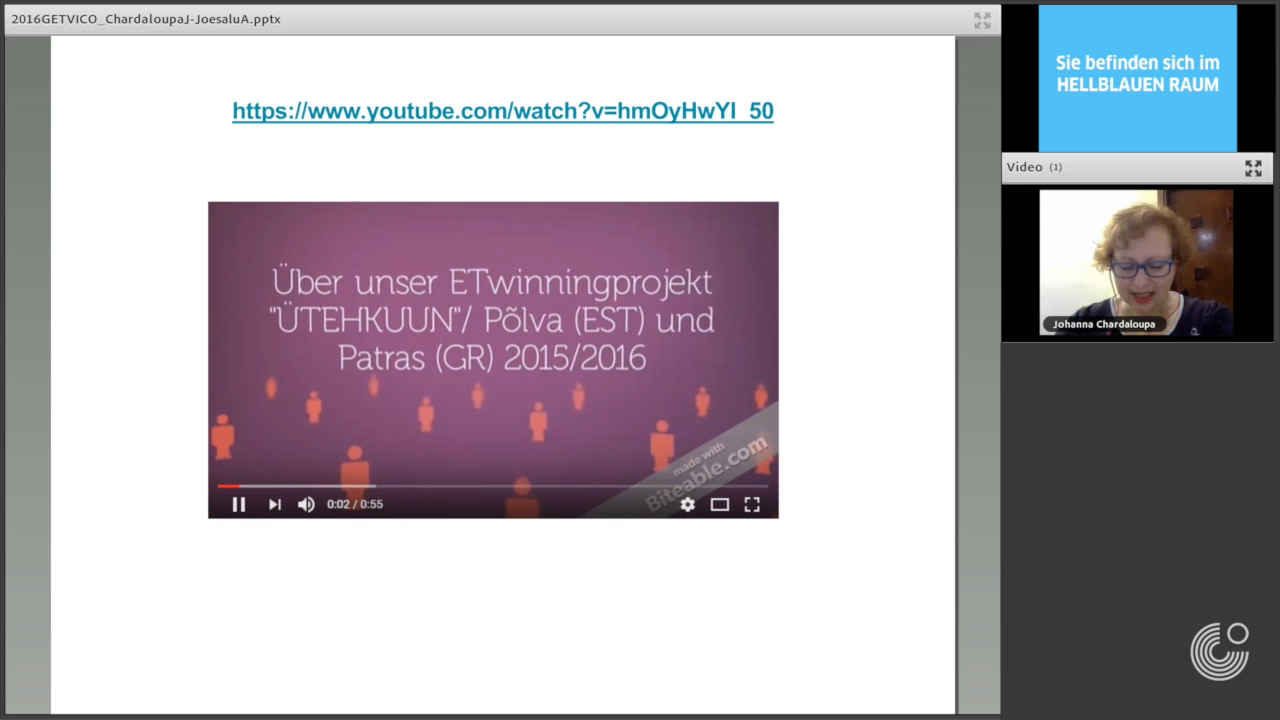 2016GETVICO_ChardaloupaJ-JoesaluA.pptx
https://www.youtube.com/watch?v=hmOyHwYI_50
Über unser ETwinningprojekt
"ÜTEHKUUN"/ Põlva (EST) und
Patras (GR) 2015/2016
made with
Biteable.com
0:02 / 0:55
Sie befinden sich im
HELLBLAUEN RAUM
Video (1)
Johanna Chardaloupa